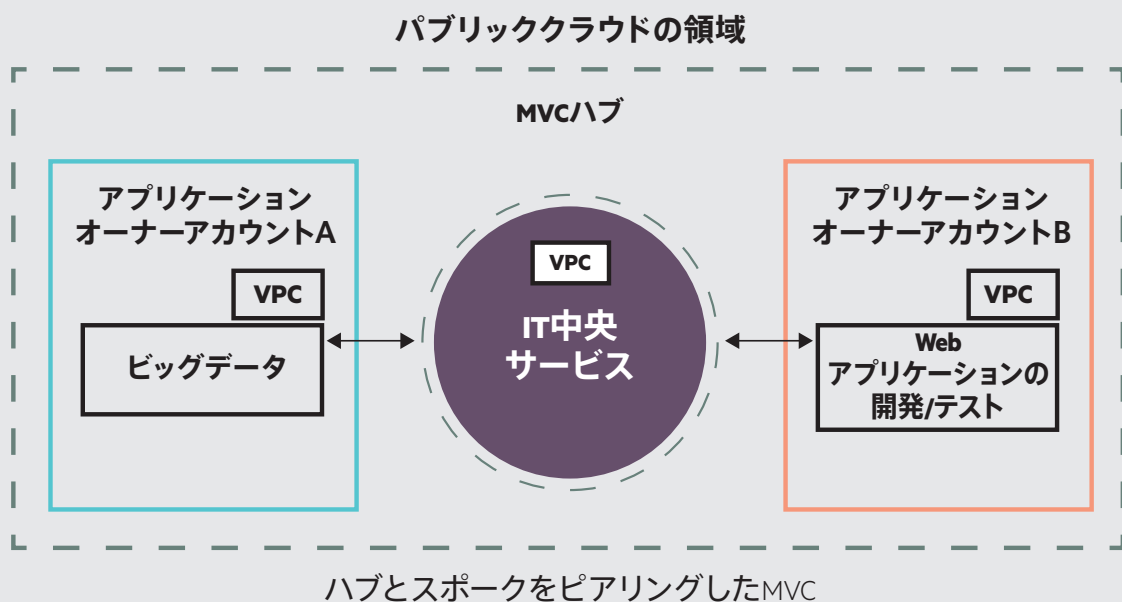 パブリッククラウドの領域
MVCハブ
アプリケーション
オーナーアカウントA
VPC
ビッグデータ
VPC
IT中央
サービス
アプリケーション
オーナーアカウントB
VPC
Web
アプリケーションの
開発/テスト
ハブとスポークをピアリングしたMVC